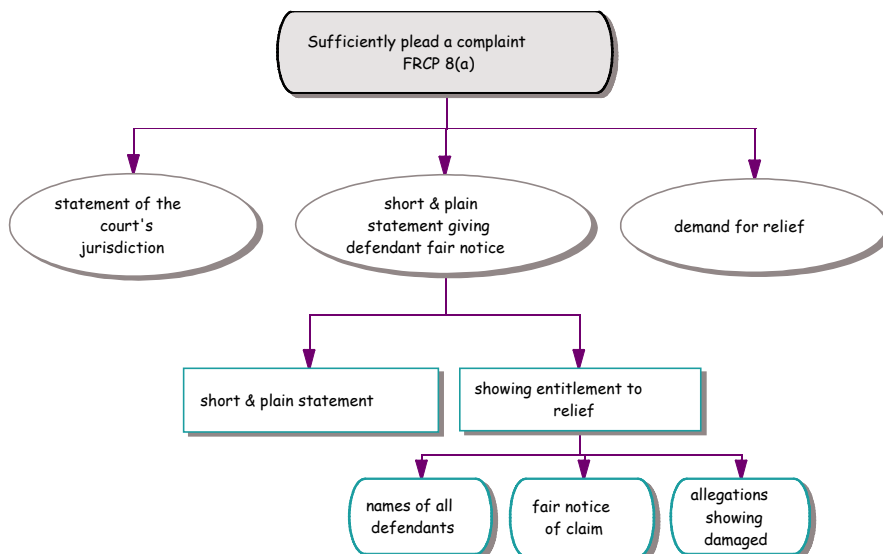 Sufficiently plead a complaint
FRCP 8(a)
statement of the
court's
jurisdiction
short & plain
statement giving
defendant fair notice
demand for relief
short & plain statement
showing entitlement to
relief
names of all
defendants
fair notice
of claim
allegations
showing
damaged